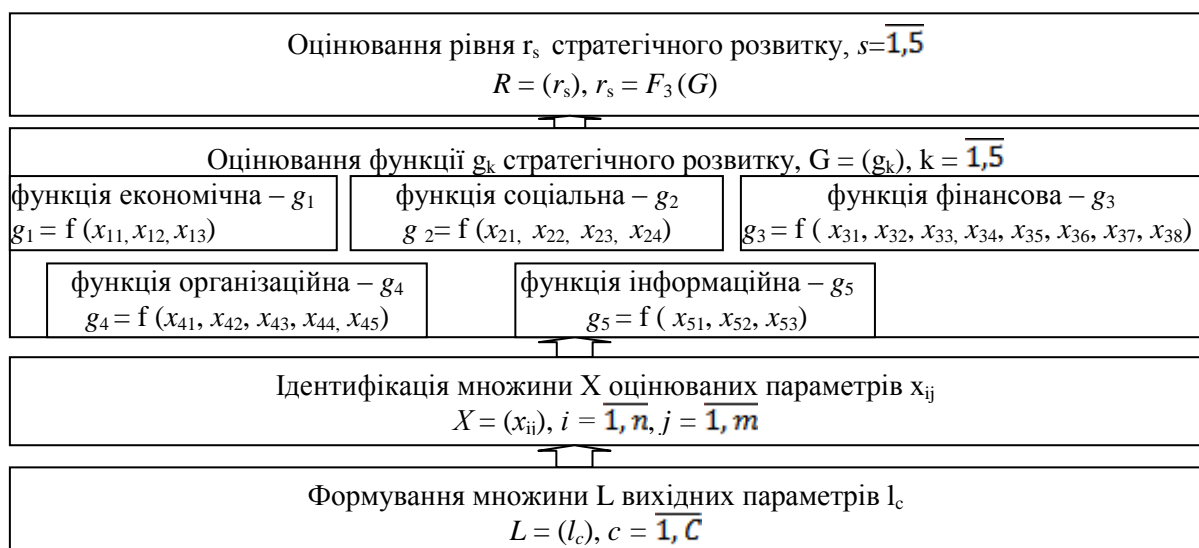 Оцінювання рівня rₛ стратегічного розвитку, s=1,5
R = (rₛ), rₛ = F₃ (G)
Оцінювання функції gₖ стратегічного розвитку, G = (gₖ), k = 1,5
функція економічна – g₁
g₁ = f (x₁₁, x₁₂, x₁₃)
функція соціальна – g₂
g ₂= f (x₂₁, x₂₂, x₂₃, x₂₄)
функція фінансова – g₃
g₃ = f ( x₃₁, x₃₂, x₃₃, x₃₄, x₃₅, x₃₆, x₃₇, x₃₈)
функція організаційна – g₄
g₄ = f (x₄₁, x₄₂, x₄₃, x₄₄, x₄₅)
функція інформаційна – g₅
g₅ = f ( x₅₁, x₅₂, x₅₃)
Ідентифікація множини X оцінюваних параметрів xᵢⱼ
X = (xᵢⱼ), i = 1, n, j = 1, m
Формування множини L вихідних параметрів l_c
L = (l_c), c = 1, C